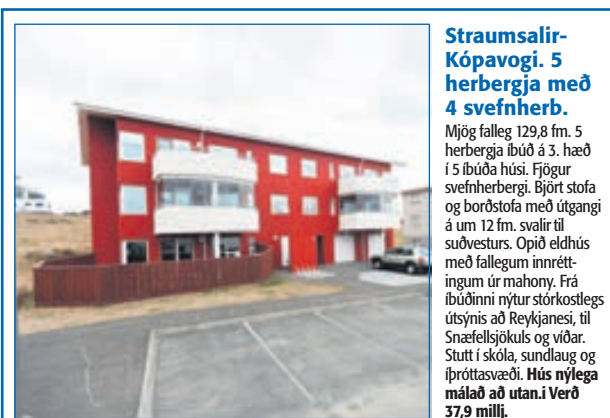 Straumsalir-
Kópavogi. 5
herbergja með
4 svefnherb.
Mjög falleg 129,8 fm. 5
herbergja íbúð á 3. hæð
í 5 íbúða húsi. Fjögur
svefnherbergi. Björt stofa
og borðstofa með útgangi
á um 12 fm. svalir til
suðvesturs. Opið eldhús
með fallegum innrétt-
ingum úr mahony. Frá
íbúðinni nýtur stórkostlegs
útsýnis að Reykjanesi, til
Snæfellsjökuls og víðar.
Stutt í skóla, sundlaug og
íþróttasvæði. Hús nýlega
málað að utan.i Verð
37,9 millj.